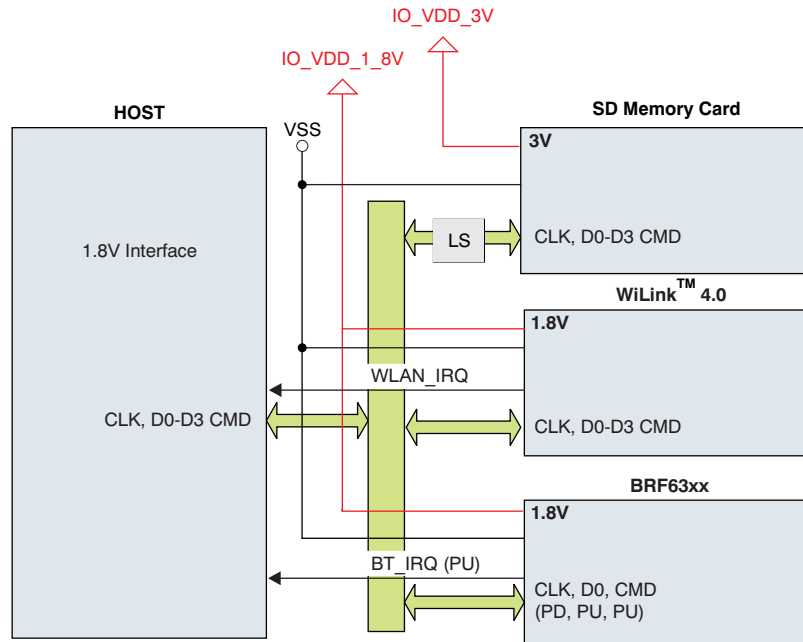 IO_VDD_3V
IO_VDD_1_8V
HOST
VSS
SD Memory Card
3V
1.8V Interface
LS
CLK, D0-D3 CMD
WiLink™ 4.0
1.8V
WLAN_IRQ
CLK, D0-D3 CMD
CLK, D0-D3 CMD
BRF63xx
1.8V
BT_IRQ (PU)
CLK, D0, CMD
(PD, PU, PU)